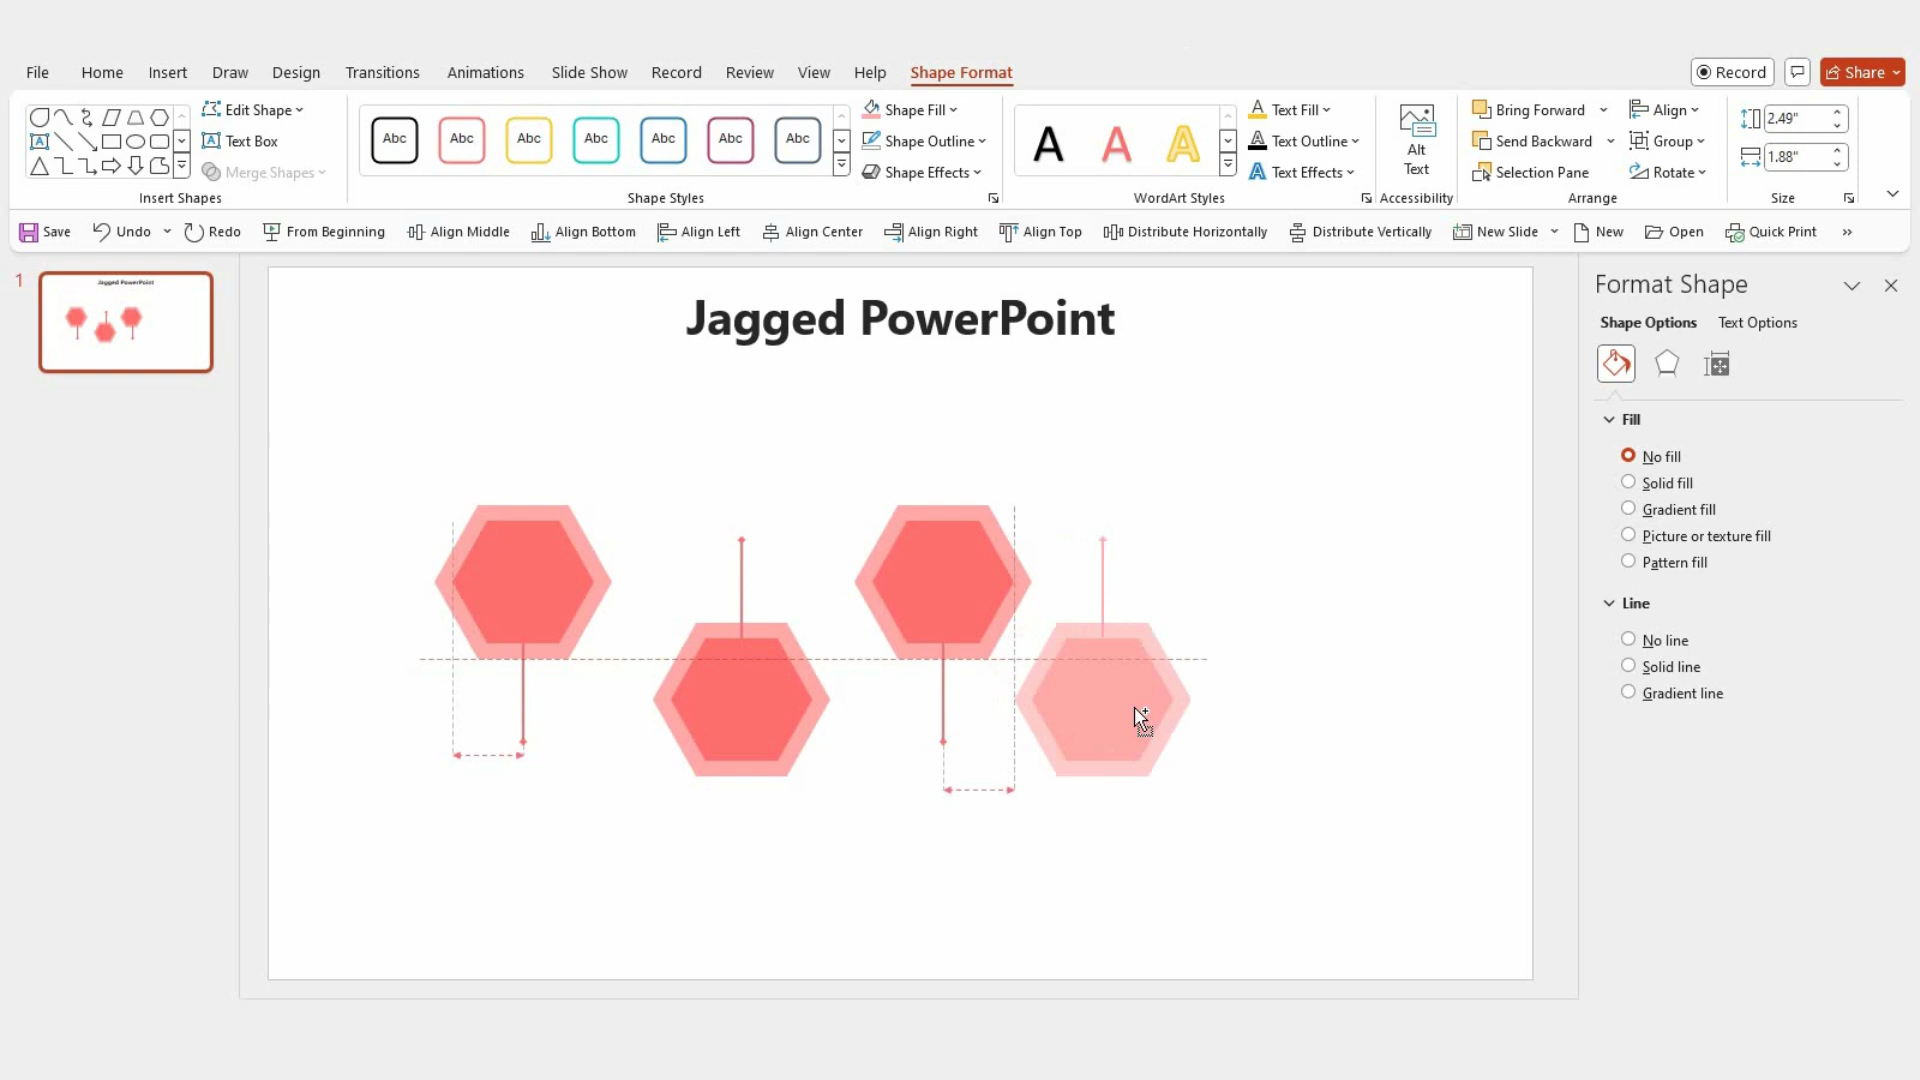 File Home Insert Draw Design Transitions Animations Slide Show Record Review View Help Shape Format Record Share
Edit Shape Text Box Merge Shapes Insert Shapes
Abc Abc Abc Abc Abc Abc Abc
Shape Fill
Shape Outline
Shape Effects
Shape Styles
A A A
Text Fill
Text Outline
Text Effects
WordArt Styles
Alt
Text
Accessibility
Bring Forward
Send Backward
Selection Pane
Align
Group
Rotate
Arrange
2.49"
1.88"
Size
Save Undo Redo From Beginning Align Middle Align Bottom Align Left Align Center Align Right Align Top Distribute Horizontally Distribute Vertically New Slide New Open Quick Print »
1
Jagged PowerPoint
Jagged PowerPoint
Format Shape
Shape Options Text Options
Fill
No fill
Solid fill
Gradient fill
Picture or texture fill
Pattern fill
Line
No line
Solid line
Gradient line